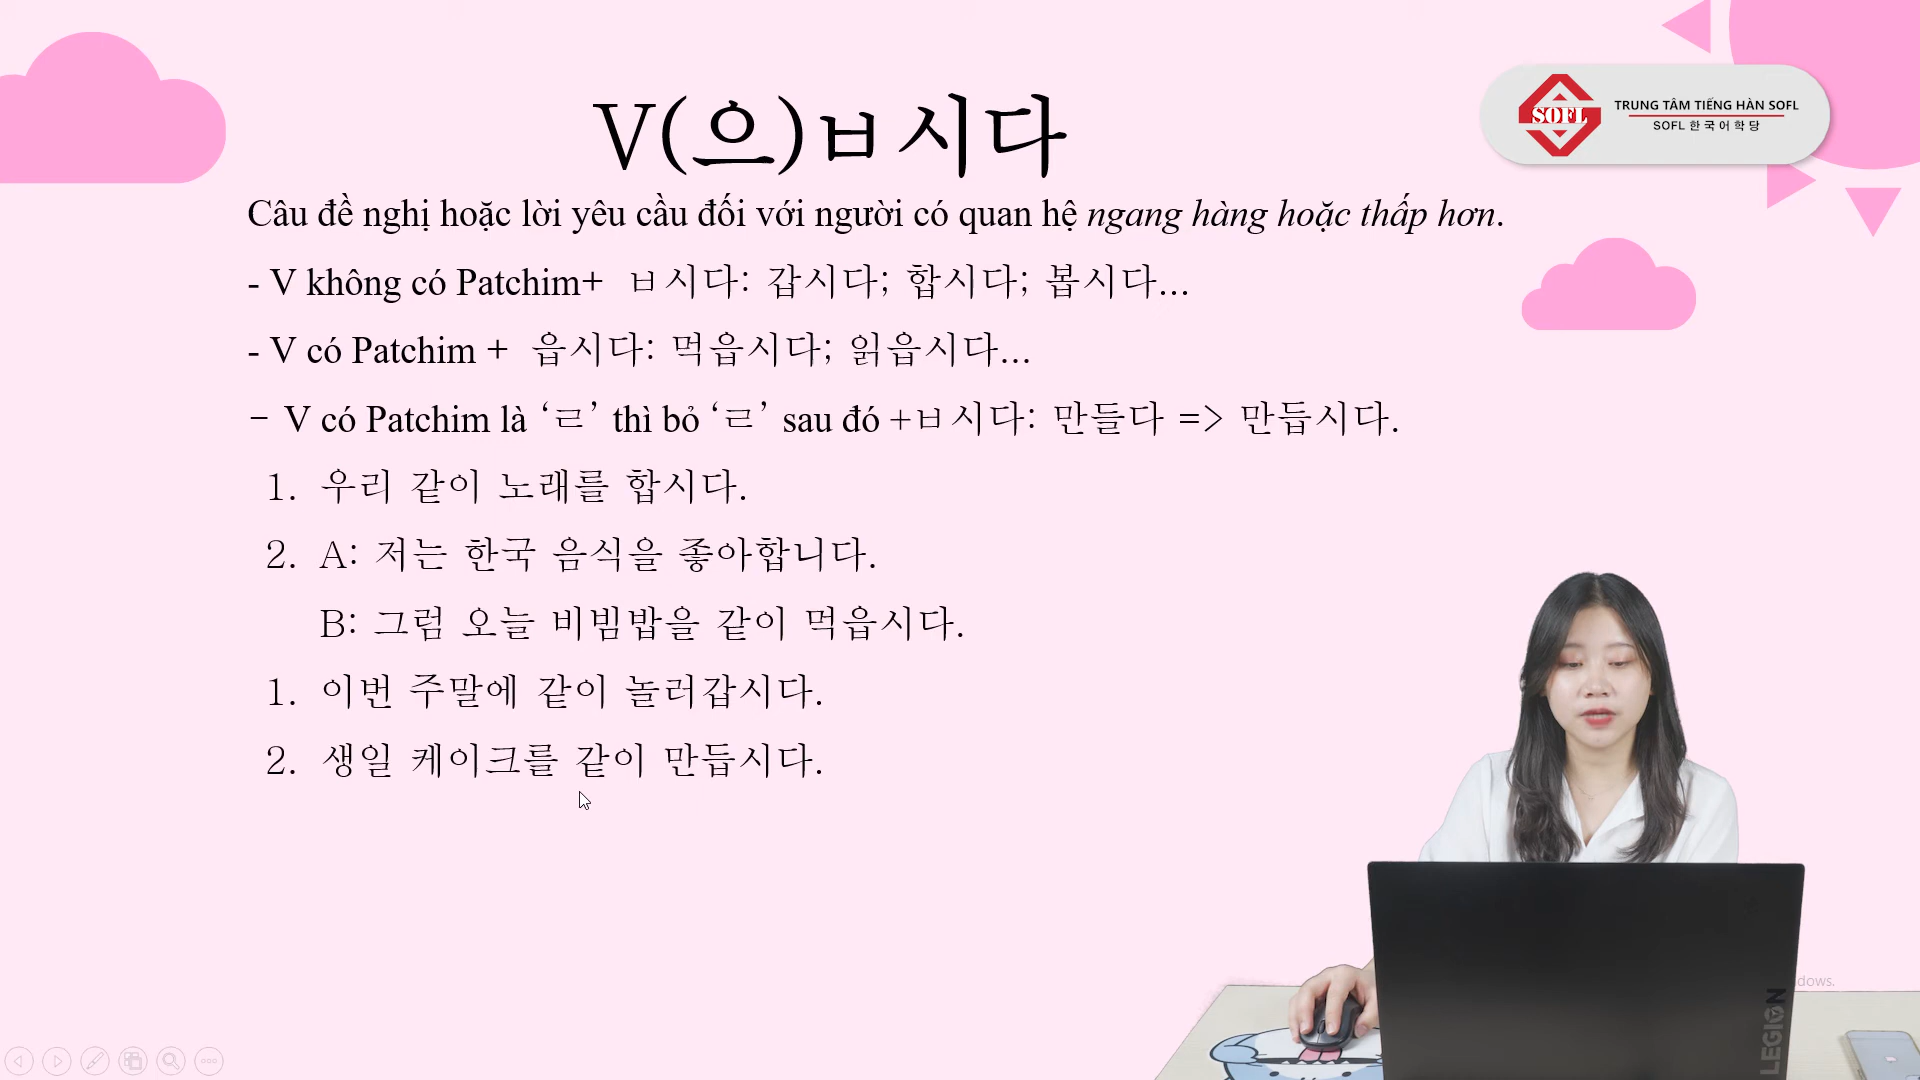 V(으)ㅂ시다
SOFL
TRUNG TÂM TIẾNG HÀN SOFL
SOFL 한국어학당
Câu đề nghị hoặc lời yêu cầu đối với người có quan hệ ngang hàng hoặc thấp hơn.
- V không có Patchim+ ㅂ시다: 갑시다; 합시다; 봅시다...
- V có Patchim + 읍시다: 먹읍시다; 읽읍시다...
- V có Patchim là ‘ㄹ’ thì bỏ ‘ㄹ’ sau đó +ㅂ시다: 만들다 => 만듭시다.
1. 우리 같이 노래를 합시다.
2. A: 저는 한국 음식을 좋아합니다.
B: 그럼 오늘 비빔밥을 같이 먹읍시다.
1. 이번 주말에 같이 놀러갑시다.
2. 생일 케이크를 같이 만듭시다.
dows.
LEGION